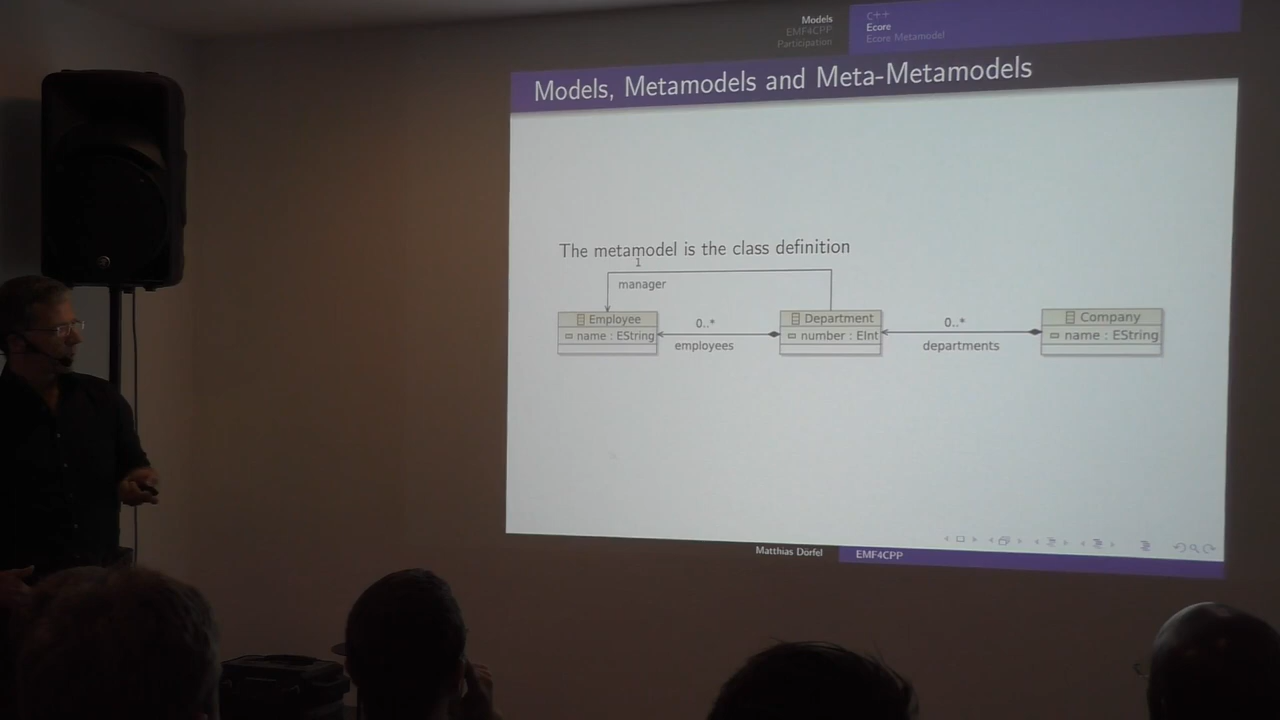 Models
EMF4CPP
Participation
C++
Ecore
Ecore Metamodel
Models, Metamodels and Meta-Metamodels
The metamodel is the class definition
1
manager
Employee
name : EString
0..*
employees
Department
number : EInt
0..*
departments
Company
name : EString
Matthias Dörfel
EMF4CPP